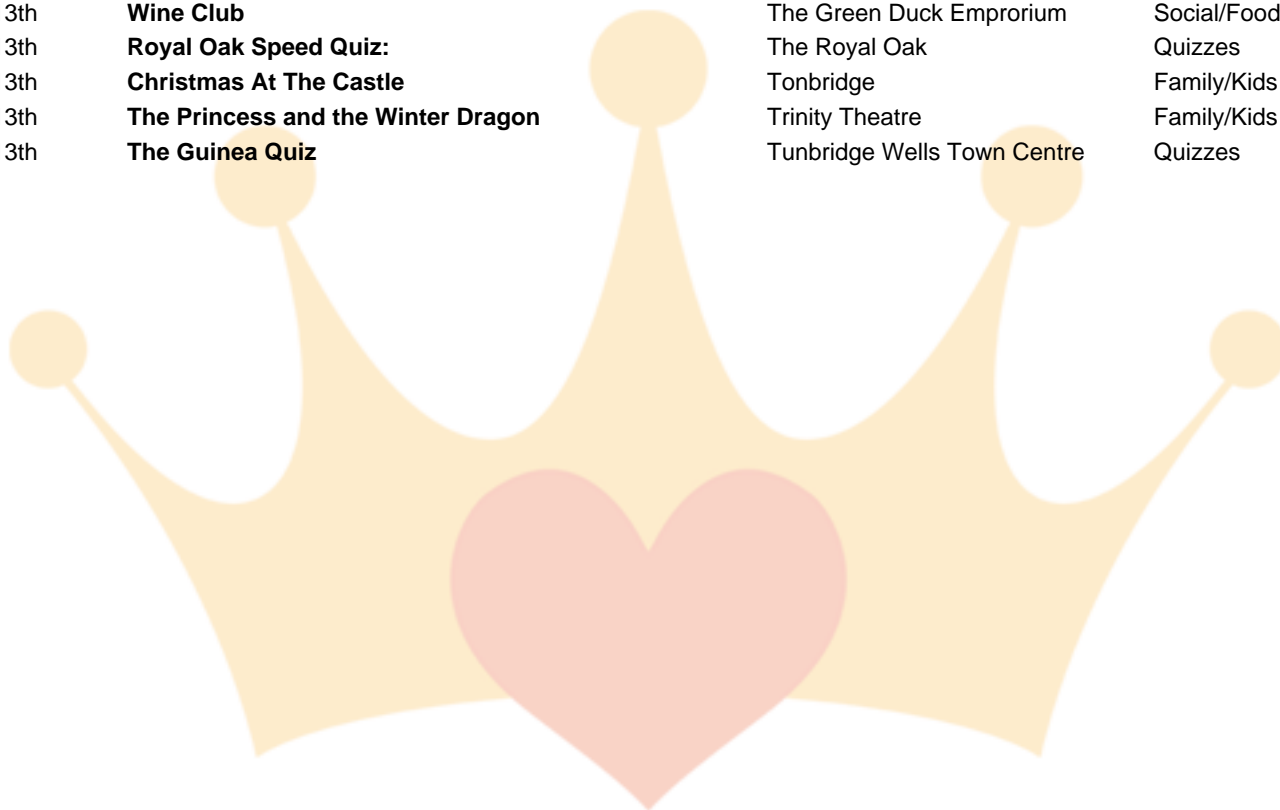 3th Wine Club The Green Duck Emprorium Social/Food
3th Royal Oak Speed Quiz: The Royal Oak Quizzes
3th Christmas At The Castle Tonbridge Family/Kids
3th The Princess and the Winter Dragon Trinity Theatre Family/Kids
3th The Guinea Quiz Tunbridge Wells Town Centre Quizzes